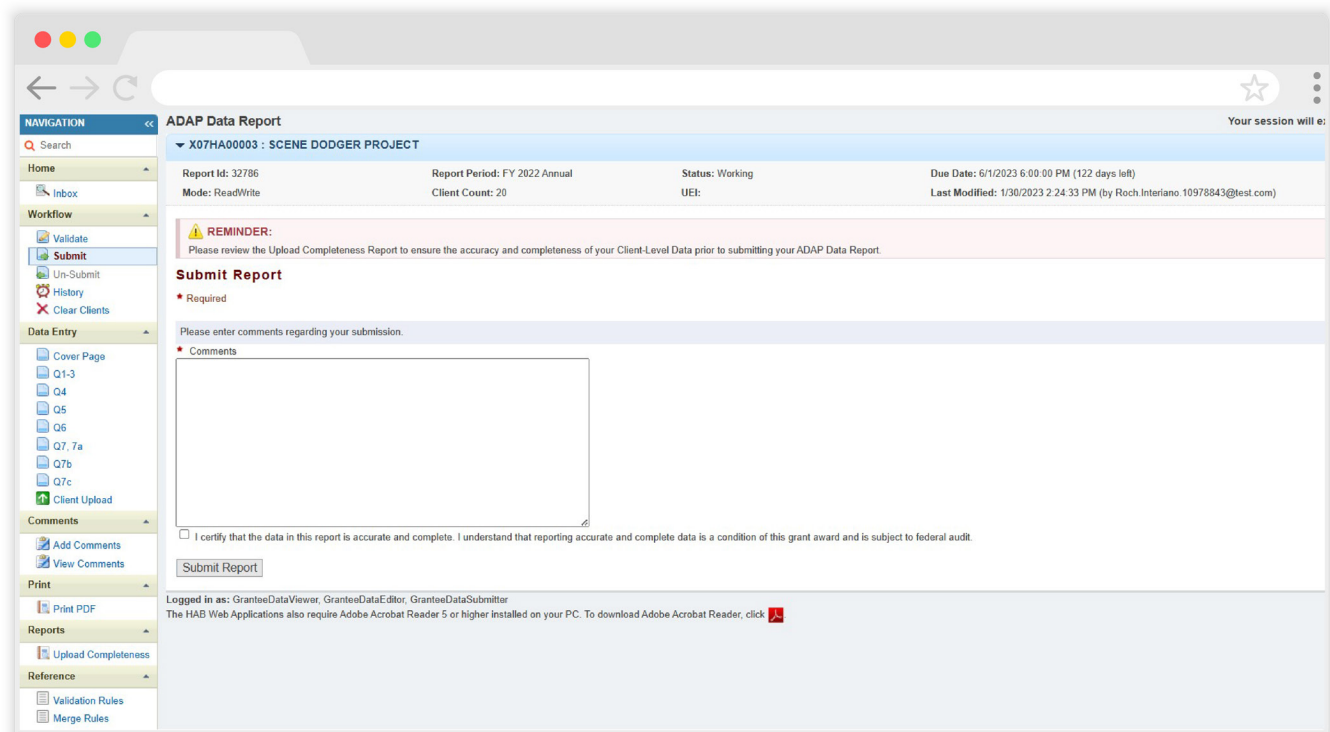 NAVIGATION «
Search
Home
Inbox
Workflow
Validate
Submit
Un-Submit
History
Clear Clients
Data Entry
Cover Page
Q1-3
Q4
Q5
Q6
Q7, 7a
Q7b
Q7c
Client Upload
Comments
Add Comments
View Comments
Print
Print PDF
Reports
Upload Completeness
Reference
Validation Rules
Merge Rules
ADAP Data Report Your session will e
X07HA00003 : SCENE DODGER PROJECT
Report Id: 32786 Report Period: FY 2022 Annual Status: Working Due Date: 6/1/2023 6:00:00 PM (122 days left)
Mode: ReadWrite Client Count: 20 UEI: Last Modified: 1/30/2023 2:24:33 PM (by Roch.Interiano.10978843@test.com)
REMINDER:
Please review the Upload Completeness Report to ensure the accuracy and completeness of your Client-Level Data prior to submitting your ADAP Data Report.
Submit Report
* Required
Please enter comments regarding your submission.
* Comments
I certify that the data in this report is accurate and complete. I understand that reporting accurate and complete data is a condition of this grant award and is subject to federal audit.
Submit Report
Logged in as: GranteeDataViewer, GranteeDataEditor, GranteeDataSubmitter
The HAB Web Applications also require Adobe Acrobat Reader 5 or higher installed on your PC. To download Adobe Acrobat Reader, click .